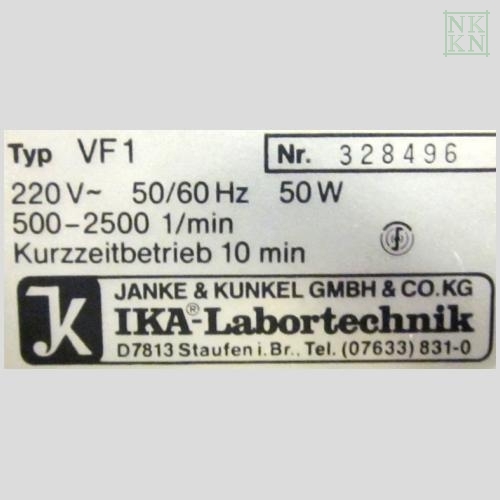 NK
KN
Typ VF1 Nr. 328496
220V~ 50/60 Hz 50 W
500-2500 1/min
Kurzzeitbetrieb 10 min
JK
JANKE & KUNKEL GMBH & CO.KG
IKA®-Labortechnik
D7813 Staufen i. Br., Tel. (07633) 831-0